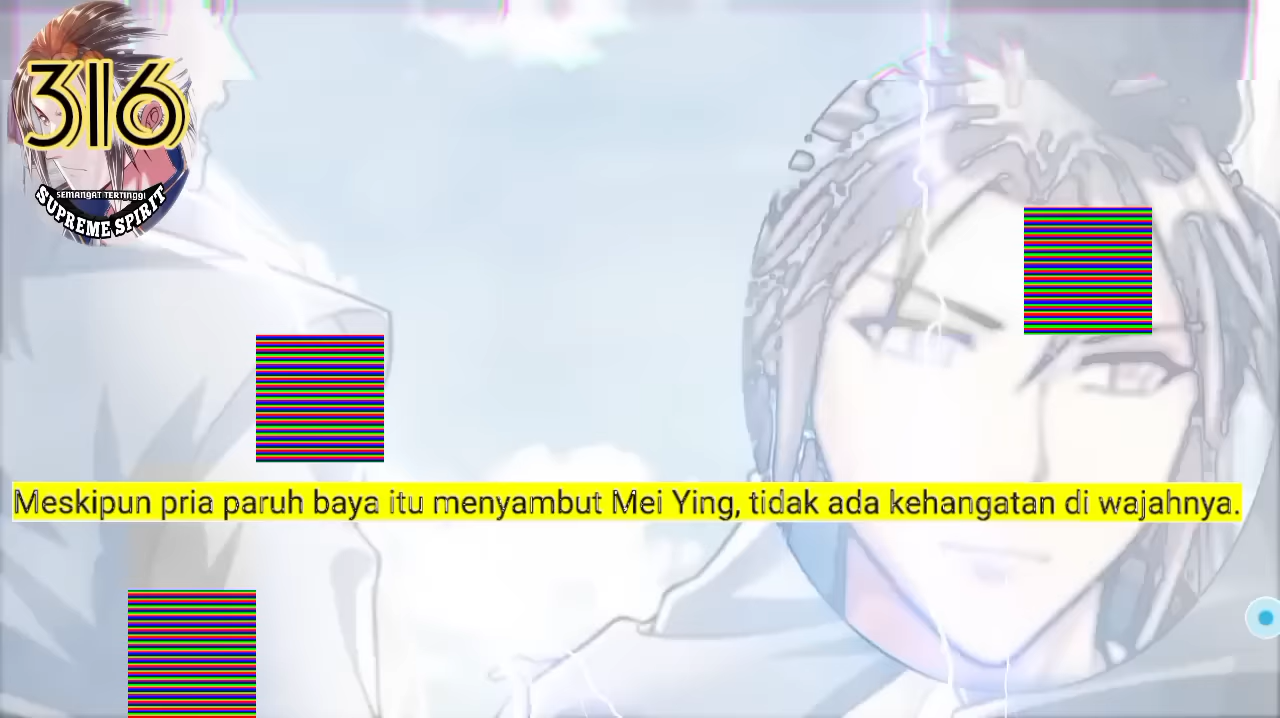 316
SEMANGAT TERTINGGI
SUPREME SPIRIT
Meskipun pria paruh baya itu menyambut Mei Ying, tidak ada kehangatan di wajahnya.